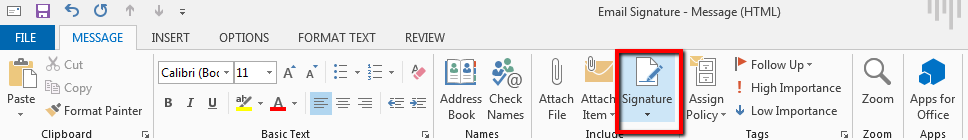 Email Signature - Message (HTML)
FILE MESSAGE INSERT OPTIONS FORMAT TEXT REVIEW
Paste
Cut
Copy
Format Painter
Clipboard
Calibri (Boc 11
B I U
Basic Text
Address Book
Check Names
Names
Attach File
Attach Item
Signature
Include
Assign Policy
Follow Up
High Importance
Low Importance
Tags
Zoom
Zoom
Apps for Office
Apps